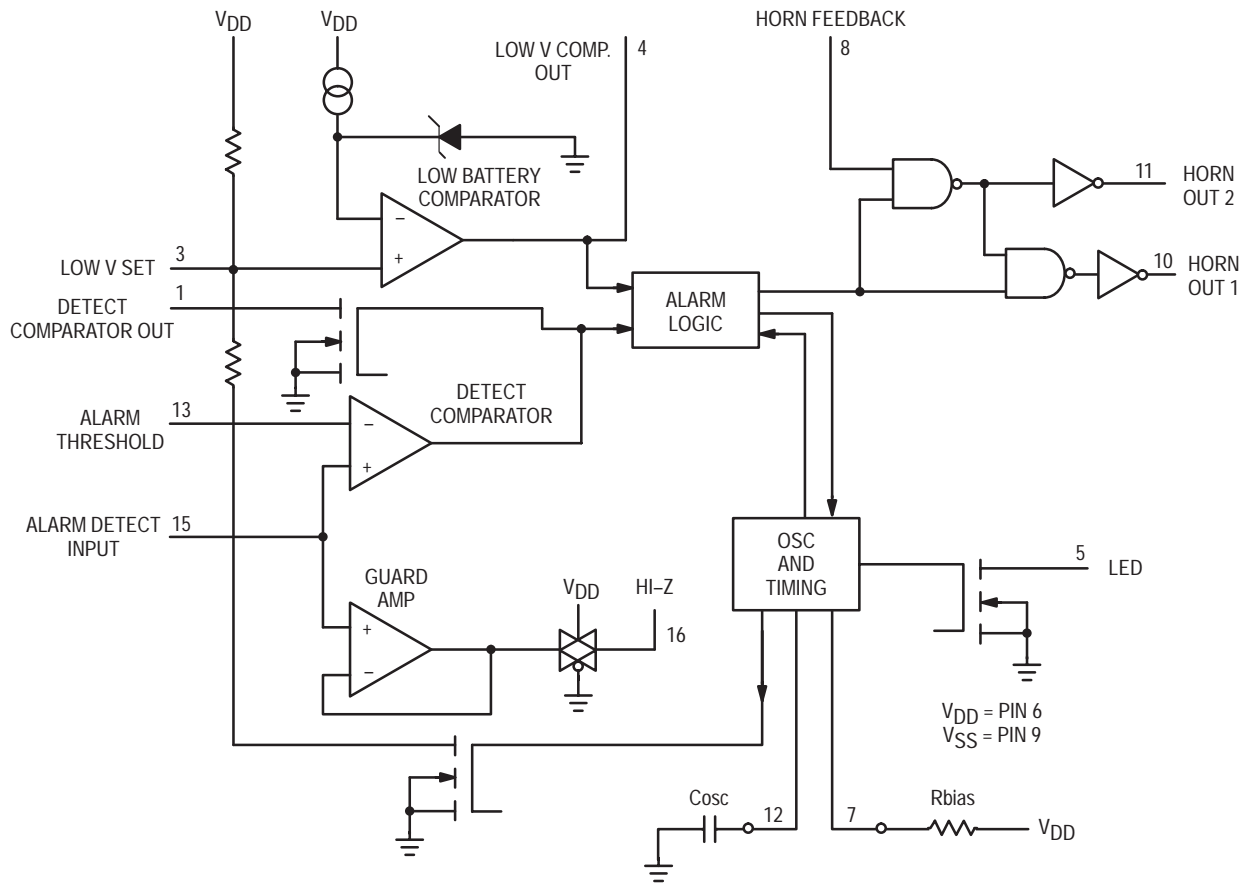 VDD
VDD
LOW V COMP.
OUT
4
HORN FEEDBACK
8
LOW BATTERY
COMPARATOR
–
+
11
HORN
OUT 2
LOW V SET
3
10
HORN
OUT 1
DETECT
COMPARATOR OUT
1
ALARM
LOGIC
ALARM
THRESHOLD
13
DETECT
COMPARATOR
–
+
ALARM DETECT
INPUT
15
GUARD
AMP
+
–
VDD
HI–Z
16
OSC
AND
TIMING
5
LED
VDD = PIN 6
VSS = PIN 9
Cosc
12
7
Rbias
VDD